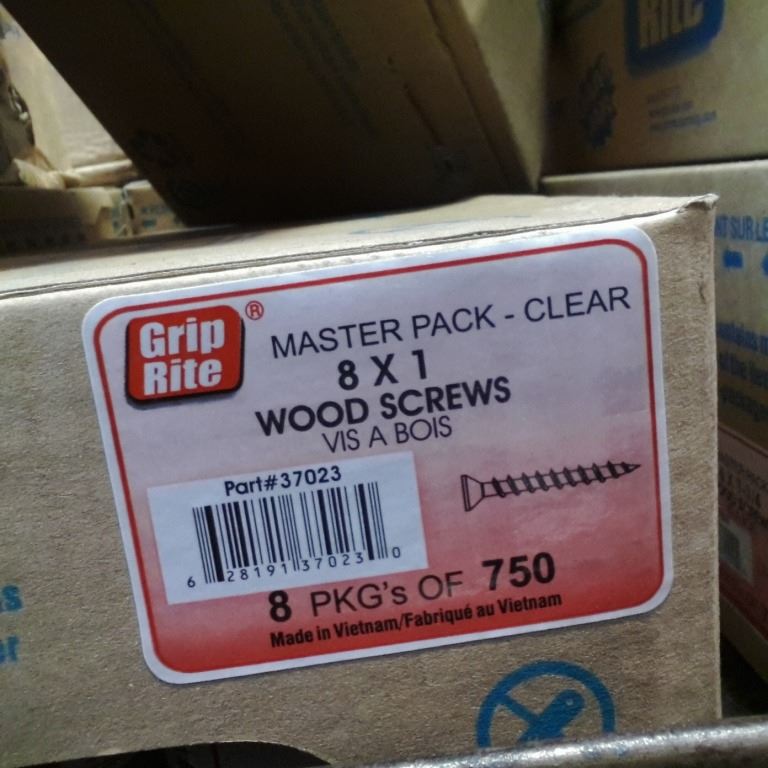 Rite
Grip
Rite
®
MASTER PACK - CLEAR
8 X 1
WOOD SCREWS
VIS A BOIS
Part#37023
6 28191 37023 0
8 PKG's OF 750
Made in Vietnam/Fabriqué au Vietnam